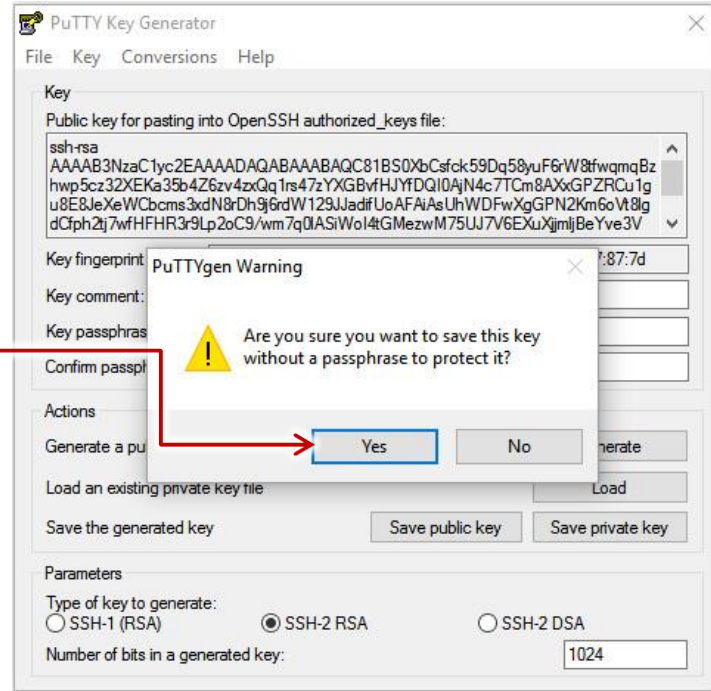 PuTTY Key Generator
File Key Conversions Help
Key
Public key for pasting into OpenSSH authorized_keys file:
ssh-rsa
AAAAB3NzaC1yc2EAAAADAQABAAABAQC81BS0XbCsfck59Dq58yuF6rW8tfwqmqBz
hwp5cz32XEKa35b4Z6zv4zxQq1rs47zYXGBvfHJYfDQI0AjN4c7TCm8AXxGPZRCu1g
u8E8JeXeWCbcms3xdN8rDh9j6rdW129JJadifUoAFAiAsUhWDFwXgGPN2Km6oVt8lg
dCfph2tj7wfHFHR3r9Lp2oC9/wm7q0IASiWoI4tGMezwM75UJ7V6EXuXjjmljBeYve3V
Key fingerprint
:87:7d
Key comment:
Key passphras
Confirm passph
PuTTYgen Warning
Are you sure you want to save this key
without a passphrase to protect it?
Yes No
Actions
Generate a pu nerate
Load an existing private key file Load
Save the generated key Save public key Save private key
Parameters
Type of key to generate:
SSH-1 (RSA) SSH-2 RSA SSH-2 DSA
Number of bits in a generated key: 1024